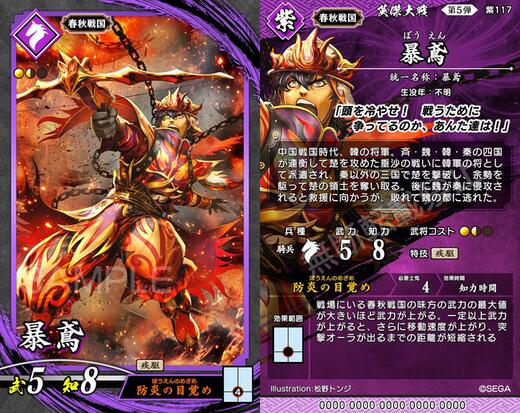 春秋戦国
SAMPLE
暴鳶
疾駆
武5 知8
ぼうえんのめざめ
防炎の目覚め
4
紫
春秋戦国
英傑大戦
第5弾
紫117
ぼう えん
暴鳶
統一名称：暴鳶
生没年：不明
「頭を冷やせ！ 戦うために
争ってるのか、あんた達は！」
中国戦国時代、韓の将軍。斉・魏・韓・秦の四国
が連衡して楚を攻めた垂沙の戦いに韓軍の将とし
て派遣され、秦以外の三国で楚を撃破し、余勢を
駆って楚の領土を奪い取る。後に魏が秦に侵攻さ
れると救援に向かうが、敗れて魏の都に逃れた。
兵種 武力 知力 武将コスト
騎兵 5 8
特技 疾駆
ぼうえんのめざめ 必要士気 効果時間
防炎の目覚め 4 知力時間
効果範囲
戦場にいる春秋戦国の味方の武力の最大値
が大きいほど武力が上がる。一定以上武力
が上がると、さらに移動速度が上がり、突
撃オーラが出るまでの距離が短縮される
Illustration:松野トンジ
©SEGA
0000 0000 0000 0000 0000